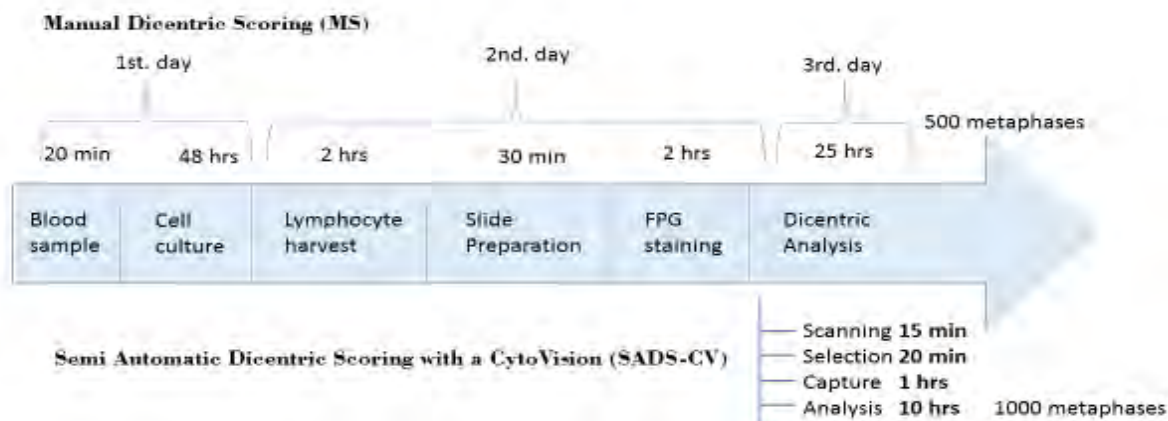 Manual Dicentric Scoring (MS)
1st. day
2nd. day
3rd. day
500 metaphases
20 min
48 hrs
2 hrs
30 min
2 hrs
25 hrs
Blood
sample
Cell
culture
Lymphocyte
harvest
Slide
Preparation
FPG
staining
Dicentric
Analysis
Semi Automatic Dicentric Scoring with a CytoVision (SADS-CV)
Scanning 15 min
Selection 20 min
Capture 1 hrs
Analysis 10 hrs 1000 metaphases